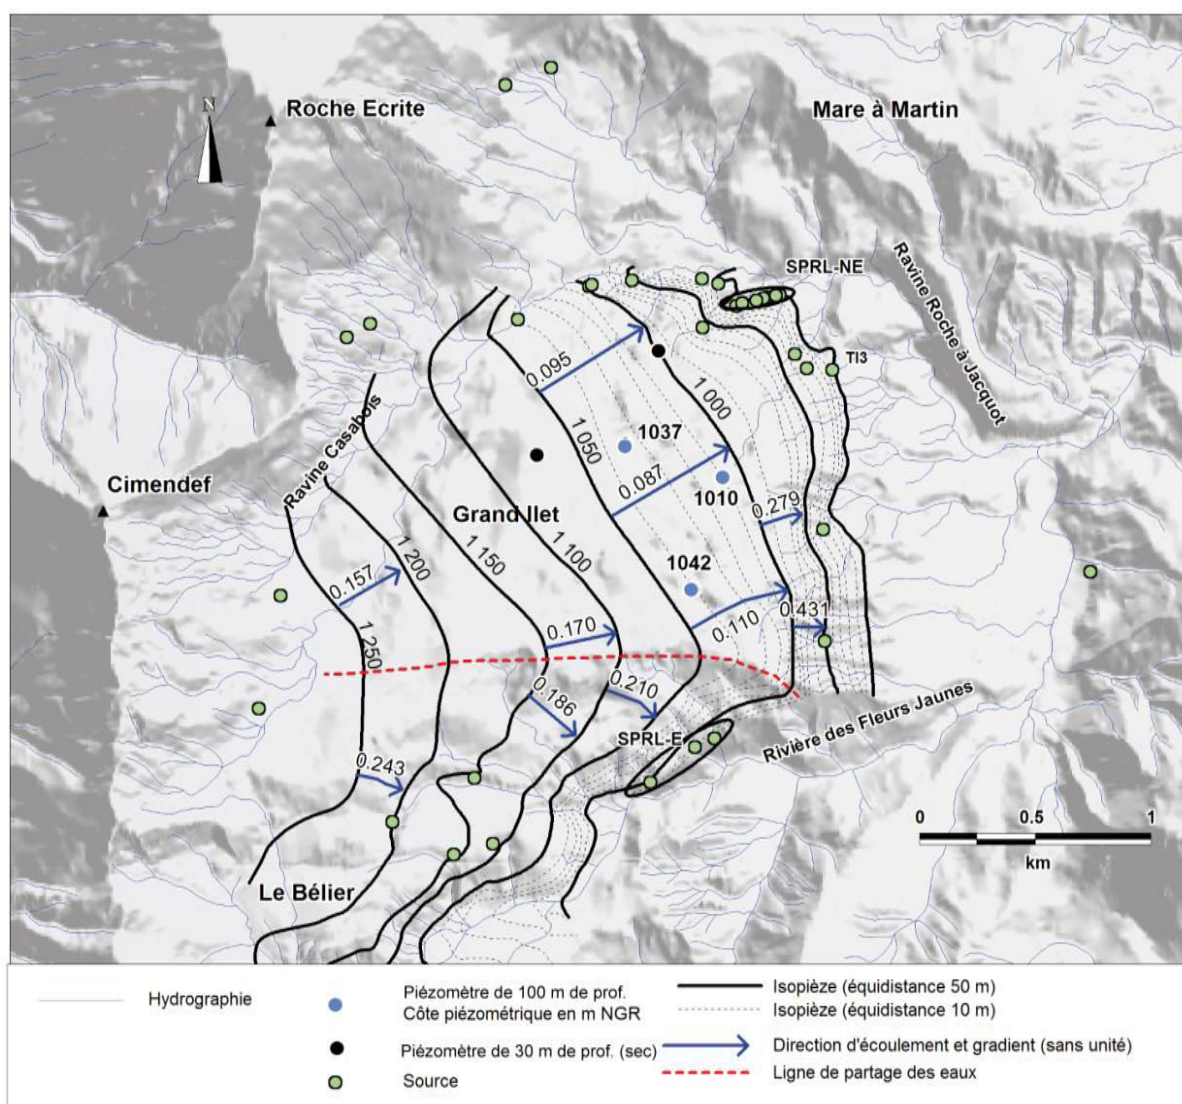 N
Roche Ecrite
Mare à Martin
SPRL-NE
Ravine Roche à Jacquot
TI3
0.095
1 000
Ravine Casabois
1 050
1037
Cimendef
0.087
1010
Grand Ilet
0.279
1 200
1 150
1 100
1042
0.157
0.170
0.110
0.431
1 250
0.186
0.210
SPRL-E
Rivière des Fleurs Jaunes
0.243
0
0.5
1
km
Le Bélier
Hydrographie
Piézomètre de 100 m de prof.
Côte piézométrique en m NGR
Piézomètre de 30 m de prof. (sec)
Source
Isopièze (équidistance 50 m)
Isopièze (équidistance 10 m)
Direction d'écoulement et gradient (sans unité)
Ligne de partage des eaux